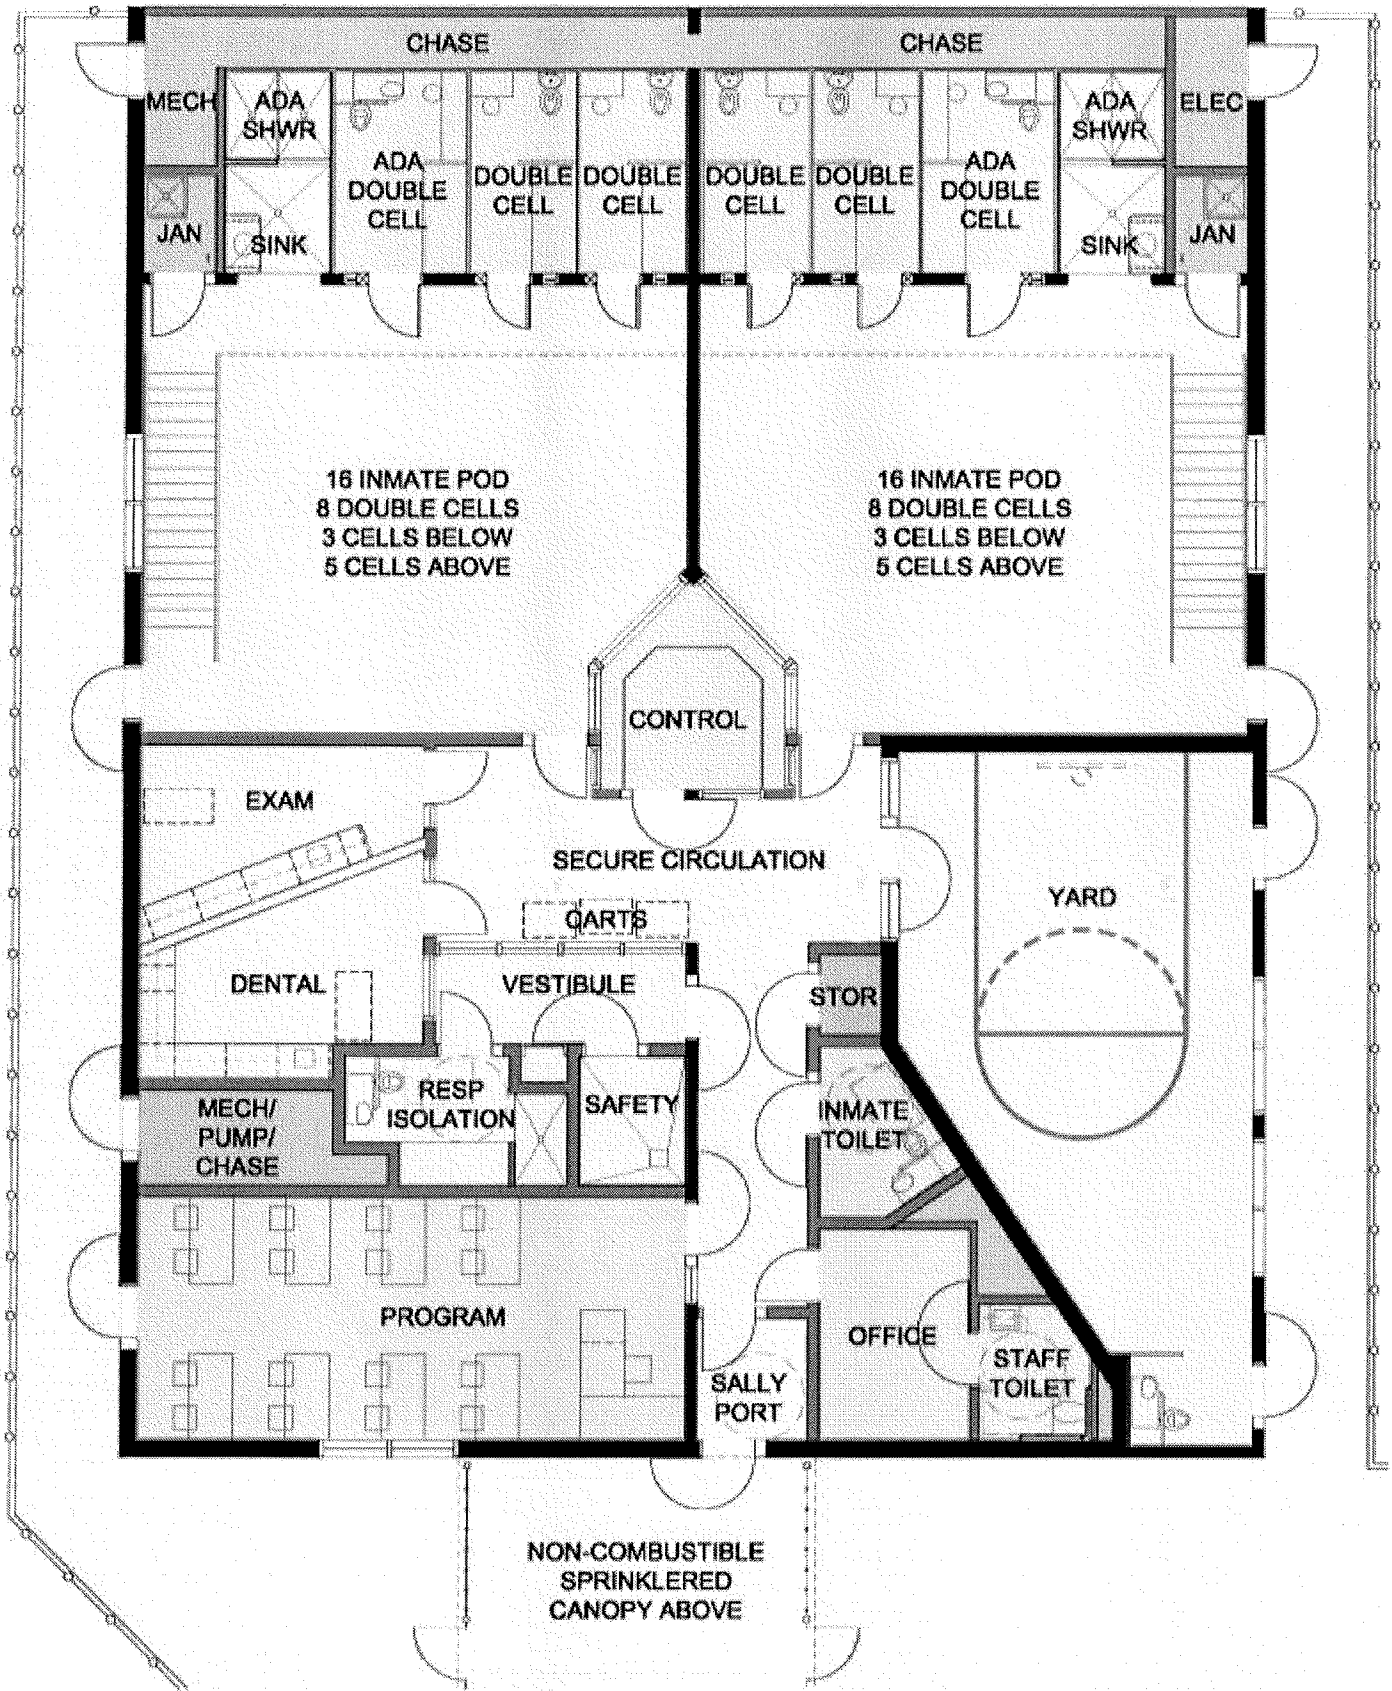 CHASE
CHASE
MECH
ADA
SHWR
ADA
DOUBLE
CELL
DOUBLE
CELL
DOUBLE
CELL
DOUBLE
CELL
DOUBLE
CELL
ADA
DOUBLE
CELL
ADA
SHWR
ELEC
JAN
SINK
SINK
JAN
16 INMATE POD
8 DOUBLE CELLS
3 CELLS BELOW
5 CELLS ABOVE
16 INMATE POD
8 DOUBLE CELLS
3 CELLS BELOW
5 CELLS ABOVE
CONTROL
EXAM
SECURE CIRCULATION
YARD
CARTS
DENTAL
VESTIBULE
STOR
RESP
ISOLATION
SAFETY
MECH/
PUMP/
CHASE
INMATE
TOILET
PROGRAM
OFFICE
STAFF
TOILET
SALLY
PORT
NON-COMBUSTIBLE
SPRINKLERED
CANOPY ABOVE